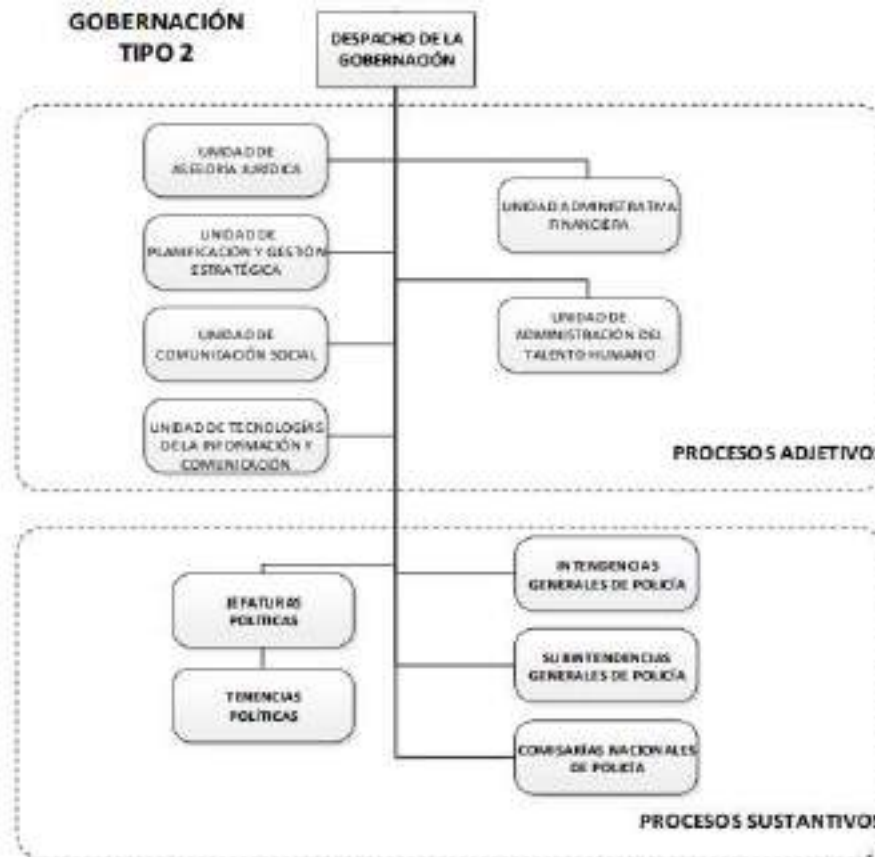 GOBERNACIÓN
TIPO 2
DESPACHO DE LA
GOBERNACIÓN
UNIDAD DE
ASESORÍA JURÍDICA
UNIDAD ADMINISTRATIVA
FINANCIERA
UNIDAD DE
PLANIFICACIÓN Y GESTIÓN
ESTRATÉGICA
UNIDAD DE
COMUNICACIÓN SOCIAL
UNIDAD DE
ADMINISTRACIÓN DEL
TALENTO HUMANO
UNIDAD DE TECNOLOGÍAS
DE LA INFORMACIÓN Y
COMUNICACIÓN
PROCESOS ADJETIVOS
JEFATURAS
POLÍTICAS
INTENDENCIAS
GENERALES DE POLICÍA
TENENCIAS
POLÍTICAS
SUBINTENDENCIAS
GENERALES DE POLICÍA
COMISARÍAS NACIONALES
DE POLICÍA
PROCESOS SUSTANTIVOS